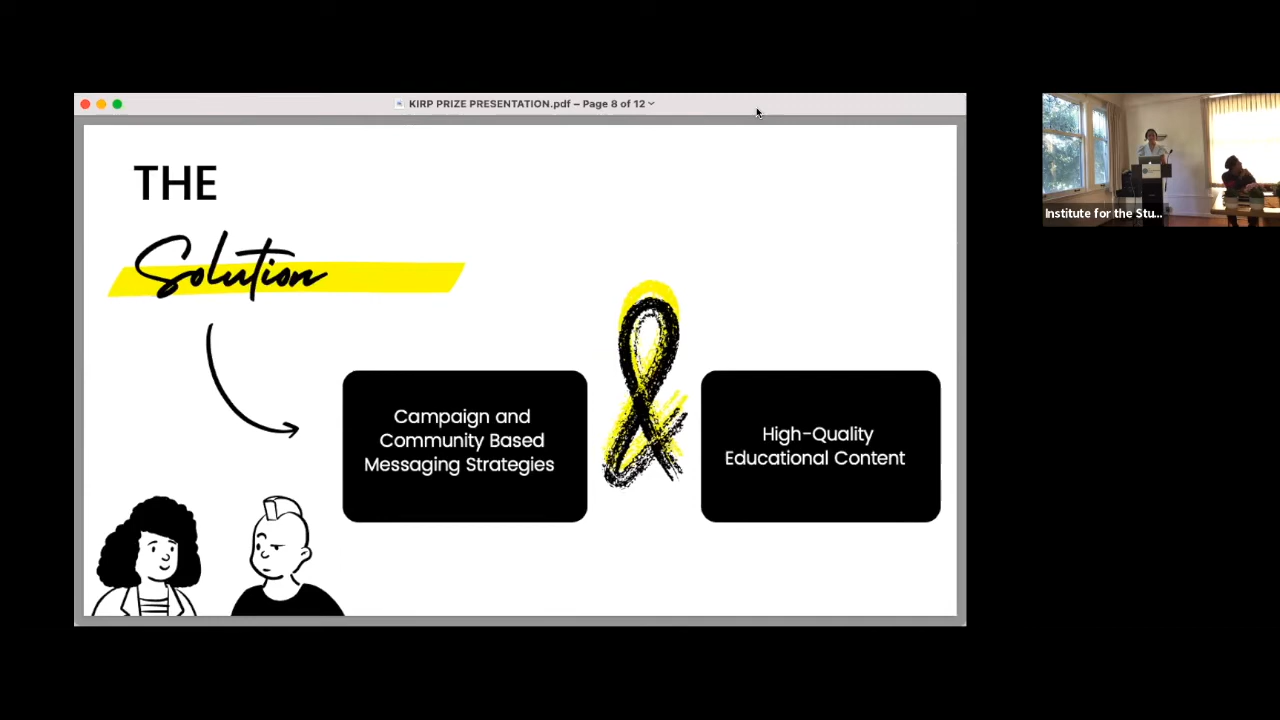 KIRP PRIZE PRESENTATION.pdf – Page 8 of 12
THE
Solution
Campaign and
Community Based
Messaging Strategies
&
High-Quality
Educational Content
Institute for the Stu...